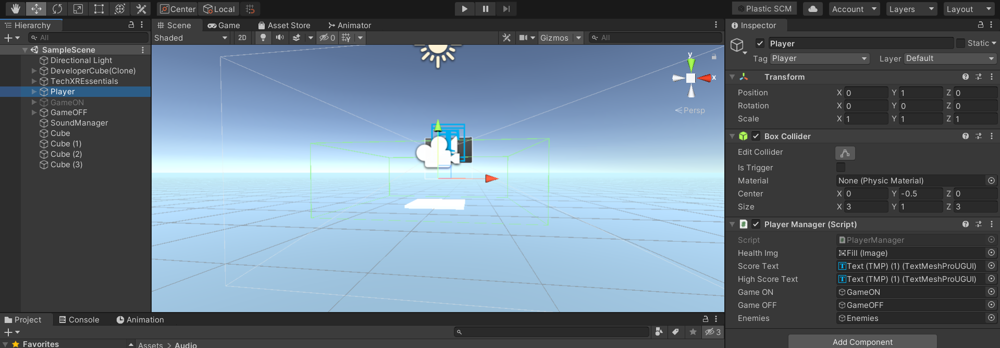 Center Local Plastic SCM Account Layers Layout
Hierarchy
All
SampleScene
Directional Light
DeveloperCube(Clone)
TechXREssentials
Player
GameON
GameOFF
SoundManager
Cube
Cube (1)
Cube (2)
Cube (3)
Scene Game Asset Store Animator
Shaded 2D 0 Gizmos All
y
x
Persp
Inspector
Player Static
Tag Player Layer Default
Transform
Position X 0 Y 1 Z 0
Rotation X 0 Y 0 Z 0
Scale X 1 Y 1 Z 1
Box Collider
Edit Collider
Is Trigger
Material None (Physic Material)
Center X 0 Y -0.5 Z 0
Size X 3 Y 1 Z 3
# Player Manager (Script)
Script # PlayerManager
Health Img Fill (Image)
Score Text T Text (TMP) (1) (TextMeshProUGUI)
High Score Text T Text (TMP) (1) (TextMeshProUGUI)
Game ON GameON
Game OFF GameOFF
Enemies Enemies
Add Component
Project Console Animation
3
Favorites Assets > Audio